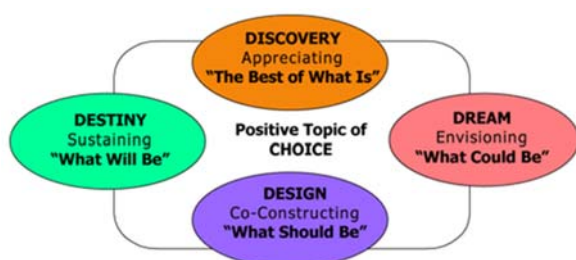 DISCOVERY
Appreciating
“The Best of What Is”
DREAM
Envisioning
“What Could Be”
DESIGN
Co-Constructing
“What Should Be”
DESTINY
Sustaining
“What Will Be”
Positive Topic of
CHOICE